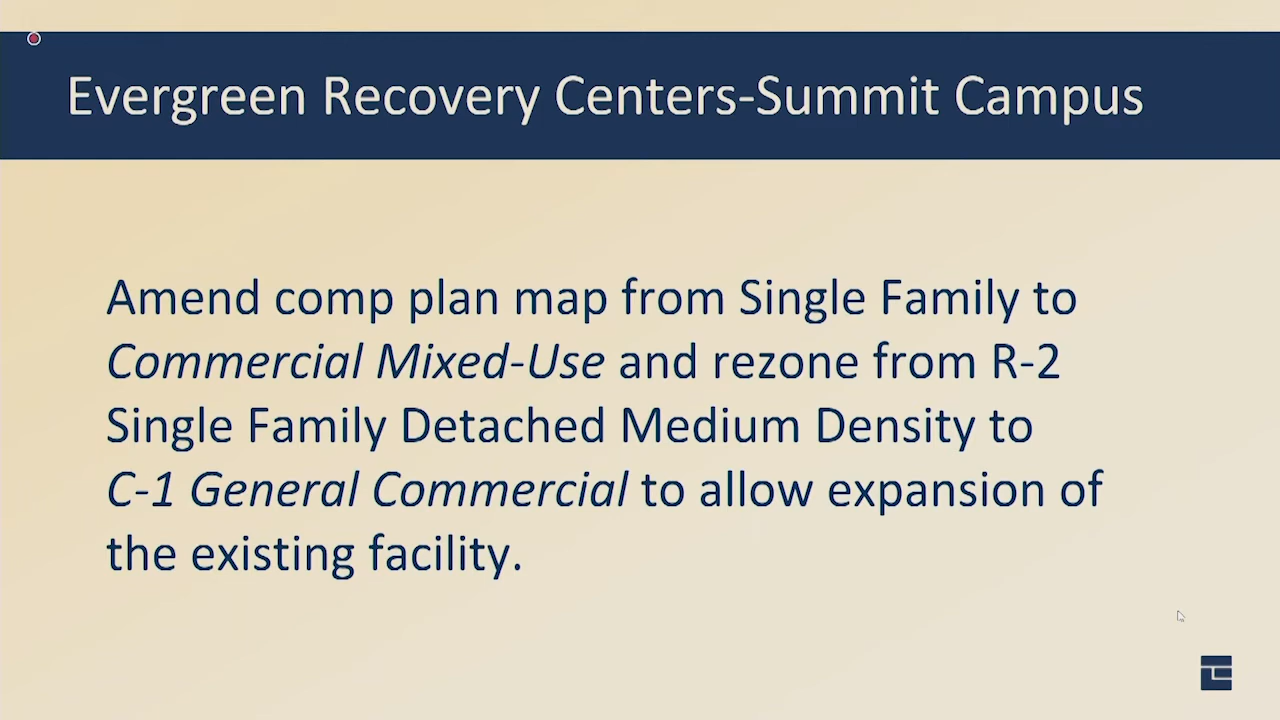 Evergreen Recovery Centers-Summit Campus
Amend comp plan map from Single Family to
Commercial Mixed-Use and rezone from R-2
Single Family Detached Medium Density to
C-1 General Commercial to allow expansion of
the existing facility.